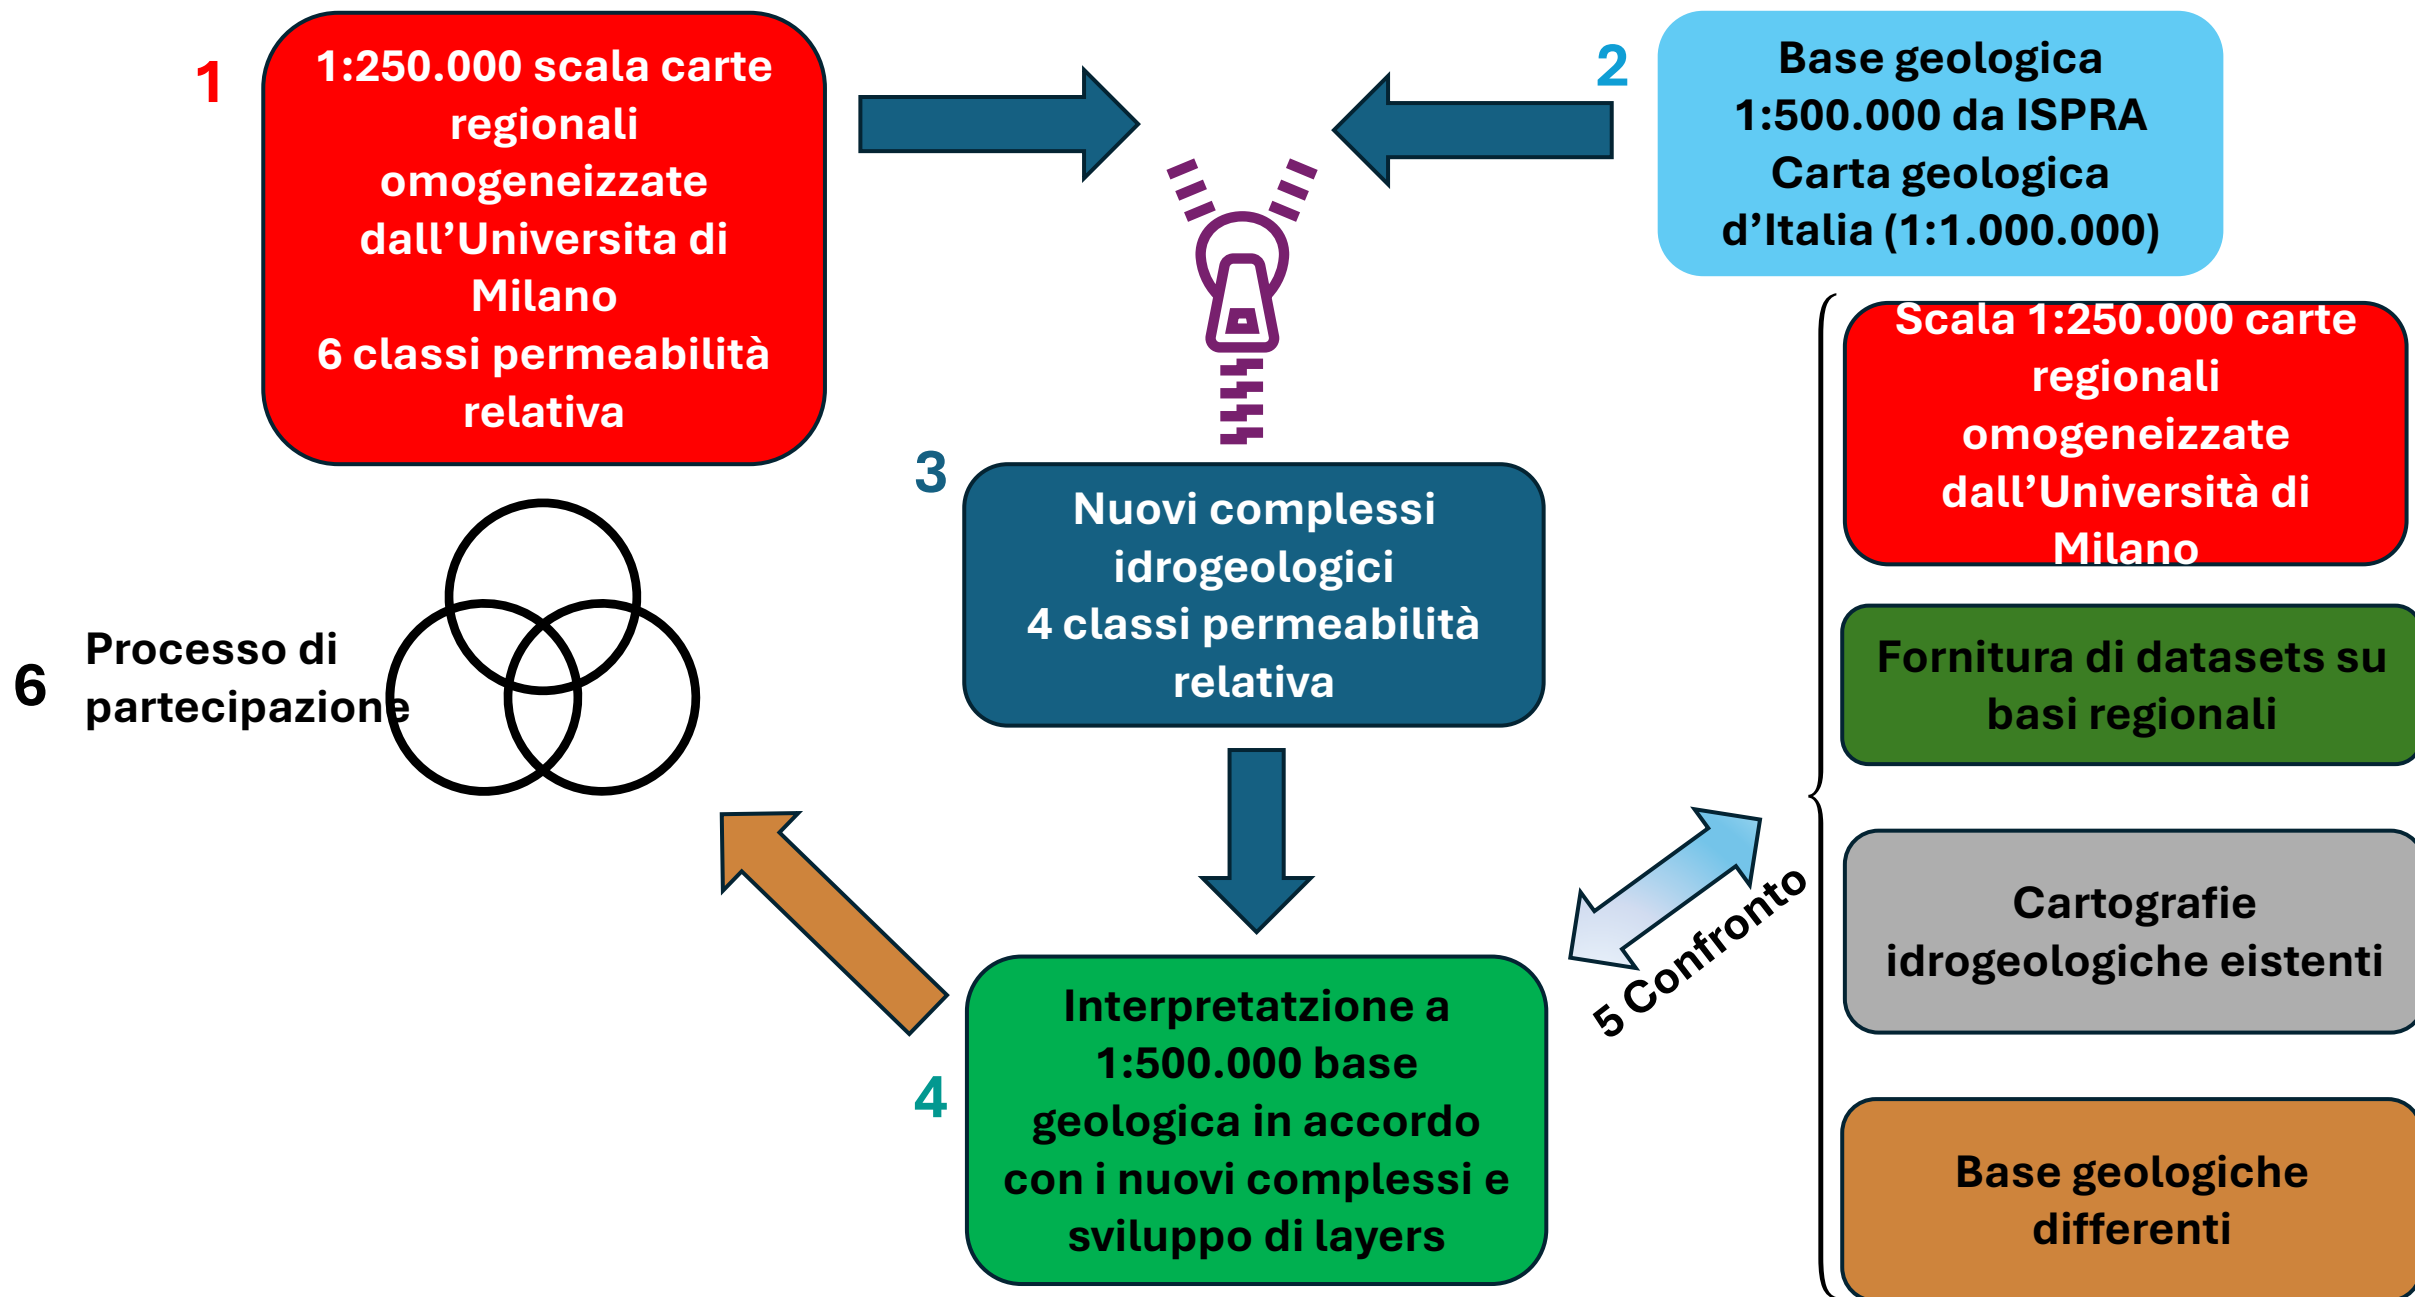 1
1:250.000 scala carte
regionali
omogeneizzate
dall’Universita di
Milano
6 classi permeabilità
relativa
2
Base geologica
1:500.000 da ISPRA
Carta geologica
d’Italia (1:1.000.000)
3
Nuovi complessi
idrogeologici
4 classi permeabilità
relativa
4
Interpretatzione a
1:500.000 base
geologica in accordo
con i nuovi complessi e
sviluppo di layers
5 Confronto
Scala 1:250.000 carte
regionali
omogeneizzate
dall’Università di
Milano
Fornitura di datasets su
basi regionali
Cartografie
idrogeologiche eistenti
Base geologiche
differenti
6
Processo di
partecipazione